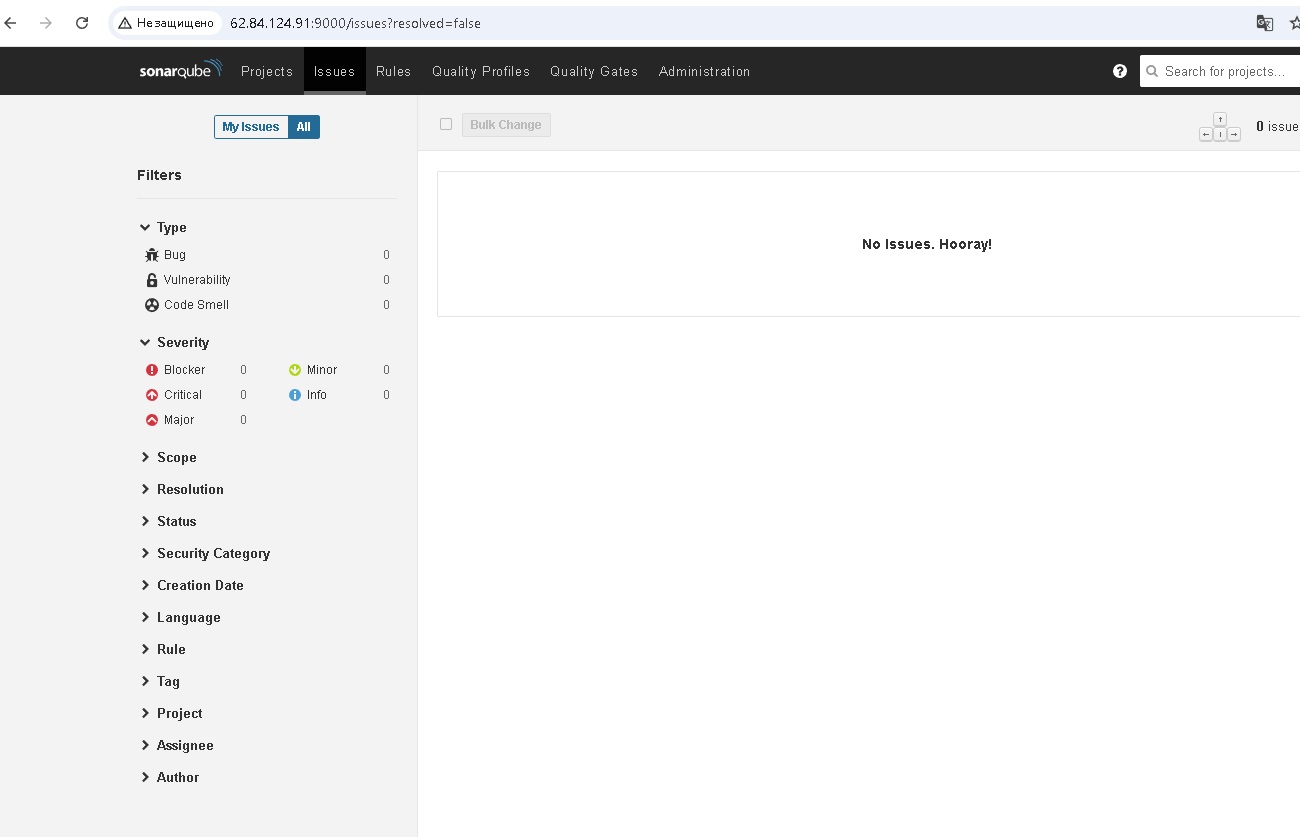 Не защищено 62.84.124.91:9000/issues?resolved=false
sonarqube Projects Issues Rules Quality Profiles Quality Gates Administration ? Search for projects...
My Issues All
Bulk Change
0 issue
Filters
Type
Bug 0
Vulnerability 0
Code Smell 0
No Issues. Hooray!
Severity
Blocker 0 Minor 0
Critical 0 Info 0
Major 0
Scope
Resolution
Status
Security Category
Creation Date
Language
Rule
Tag
Project
Assignee
Author